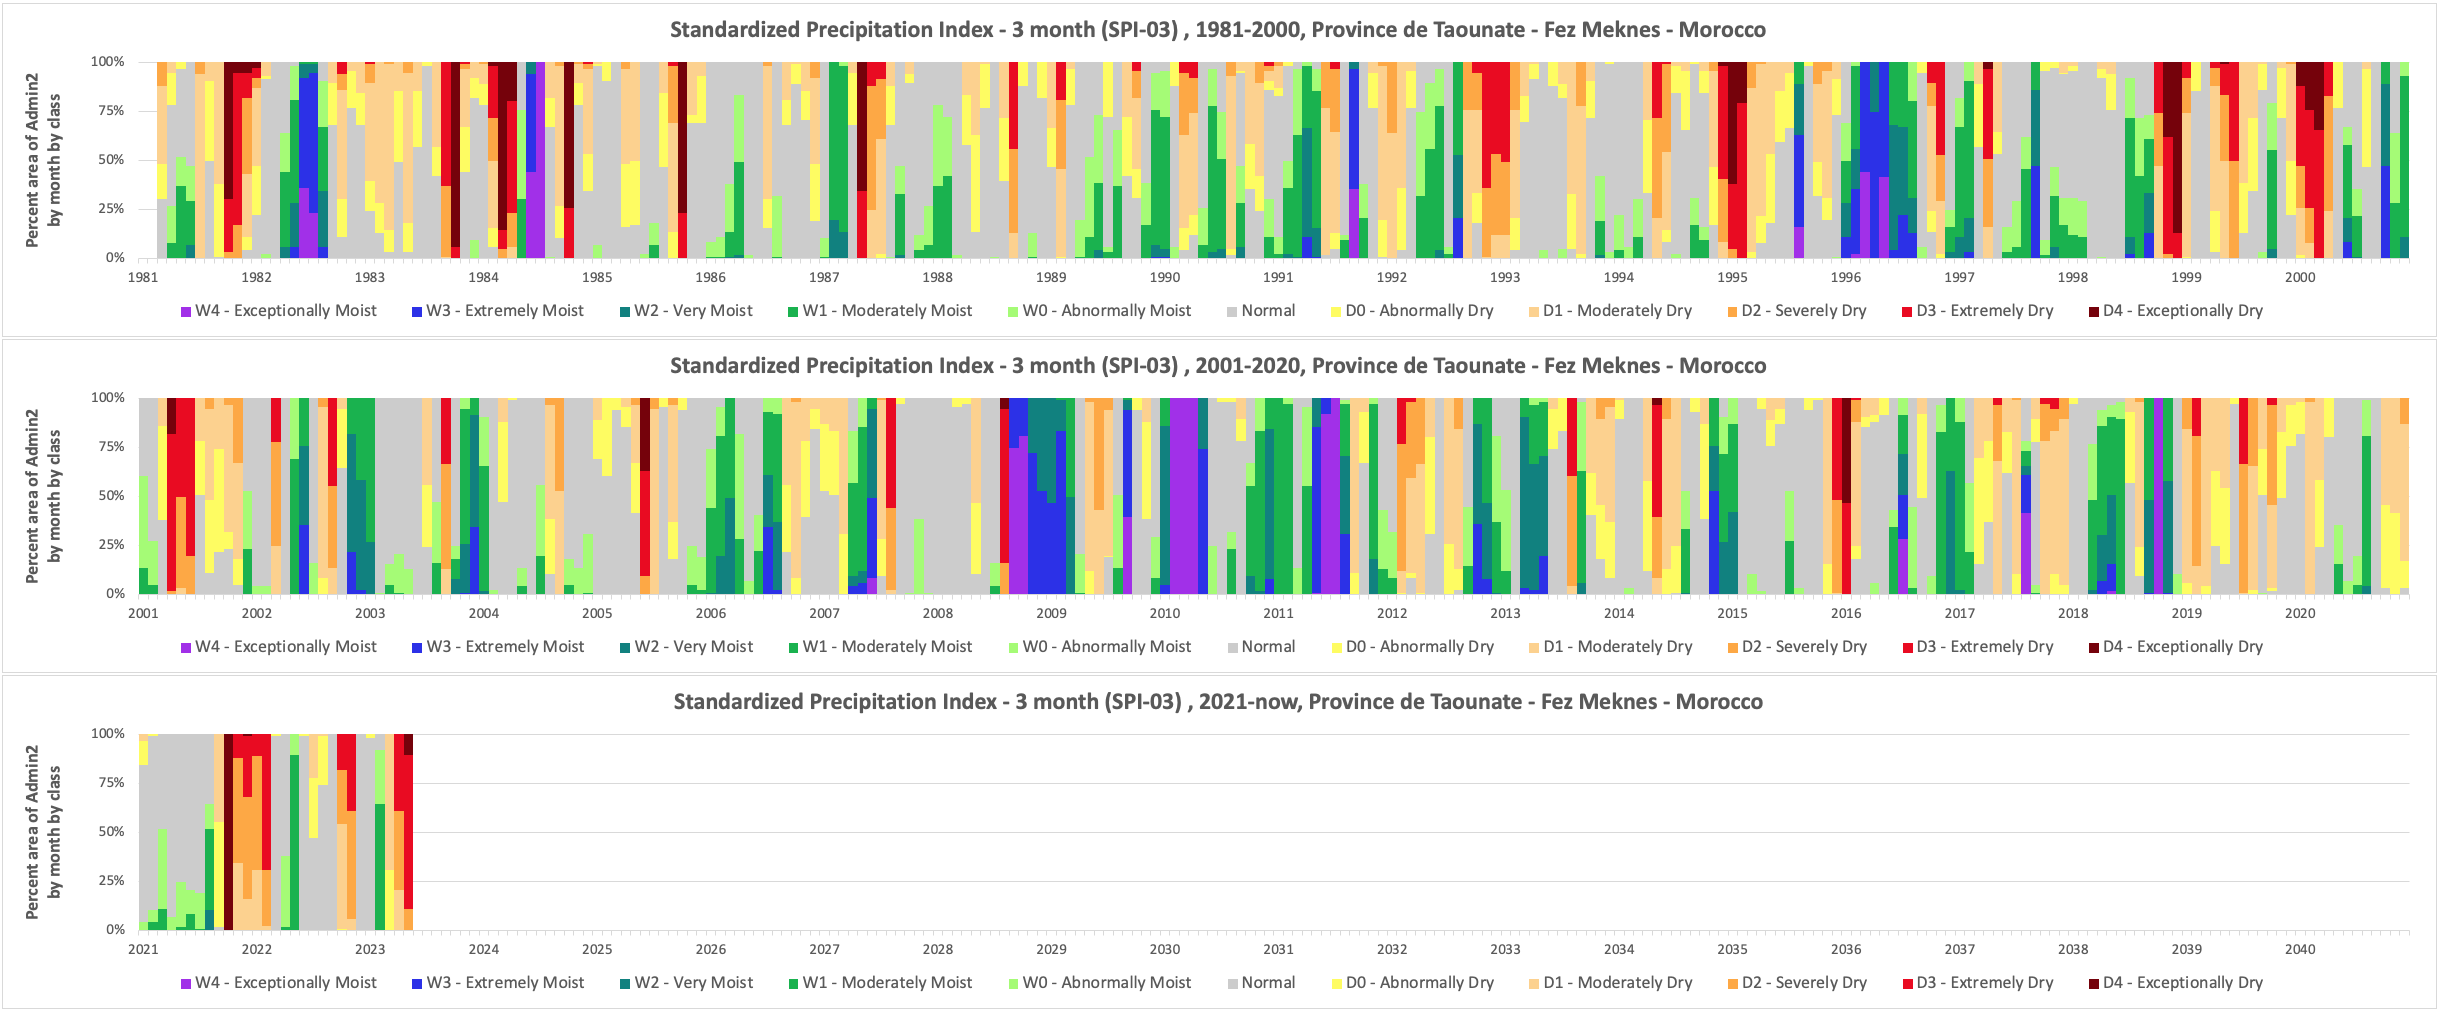 Standardized Precipitation Index - 3 month (SPI-03) , 1981-2000, Province de Taounate - Fez Meknes - Morocco
Percent area of Admin2
by month by class
100%
75%
50%
25%
0%
1981 1982 1983 1984 1985 1986 1987 1988 1989 1990 1991 1992 1993 1994 1995 1996 1997 1998 1999 2000
W4 - Exceptionally Moist W3 - Extremely Moist W2 - Very Moist W1 - Moderately Moist W0 - Abnormally Moist Normal D0 - Abnormally Dry D1 - Moderately Dry D2 - Severely Dry D3 - Extremely Dry D4 - Exceptionally Dry
Standardized Precipitation Index - 3 month (SPI-03) , 2001-2020, Province de Taounate - Fez Meknes - Morocco
Percent area of Admin2
by month by class
100%
75%
50%
25%
0%
2001 2002 2003 2004 2005 2006 2007 2008 2009 2010 2011 2012 2013 2014 2015 2016 2017 2018 2019 2020
W4 - Exceptionally Moist W3 - Extremely Moist W2 - Very Moist W1 - Moderately Moist W0 - Abnormally Moist Normal D0 - Abnormally Dry D1 - Moderately Dry D2 - Severely Dry D3 - Extremely Dry D4 - Exceptionally Dry
Standardized Precipitation Index - 3 month (SPI-03) , 2021-now, Province de Taounate - Fez Meknes - Morocco
Percent area of Admin2
by month by class
100%
75%
50%
25%
0%
2021 2022 2023 2024 2025 2026 2027 2028 2029 2030 2031 2032 2033 2034 2035 2036 2037 2038 2039 2040
W4 - Exceptionally Moist W3 - Extremely Moist W2 - Very Moist W1 - Moderately Moist W0 - Abnormally Moist Normal D0 - Abnormally Dry D1 - Moderately Dry D2 - Severely Dry D3 - Extremely Dry D4 - Exceptionally Dry